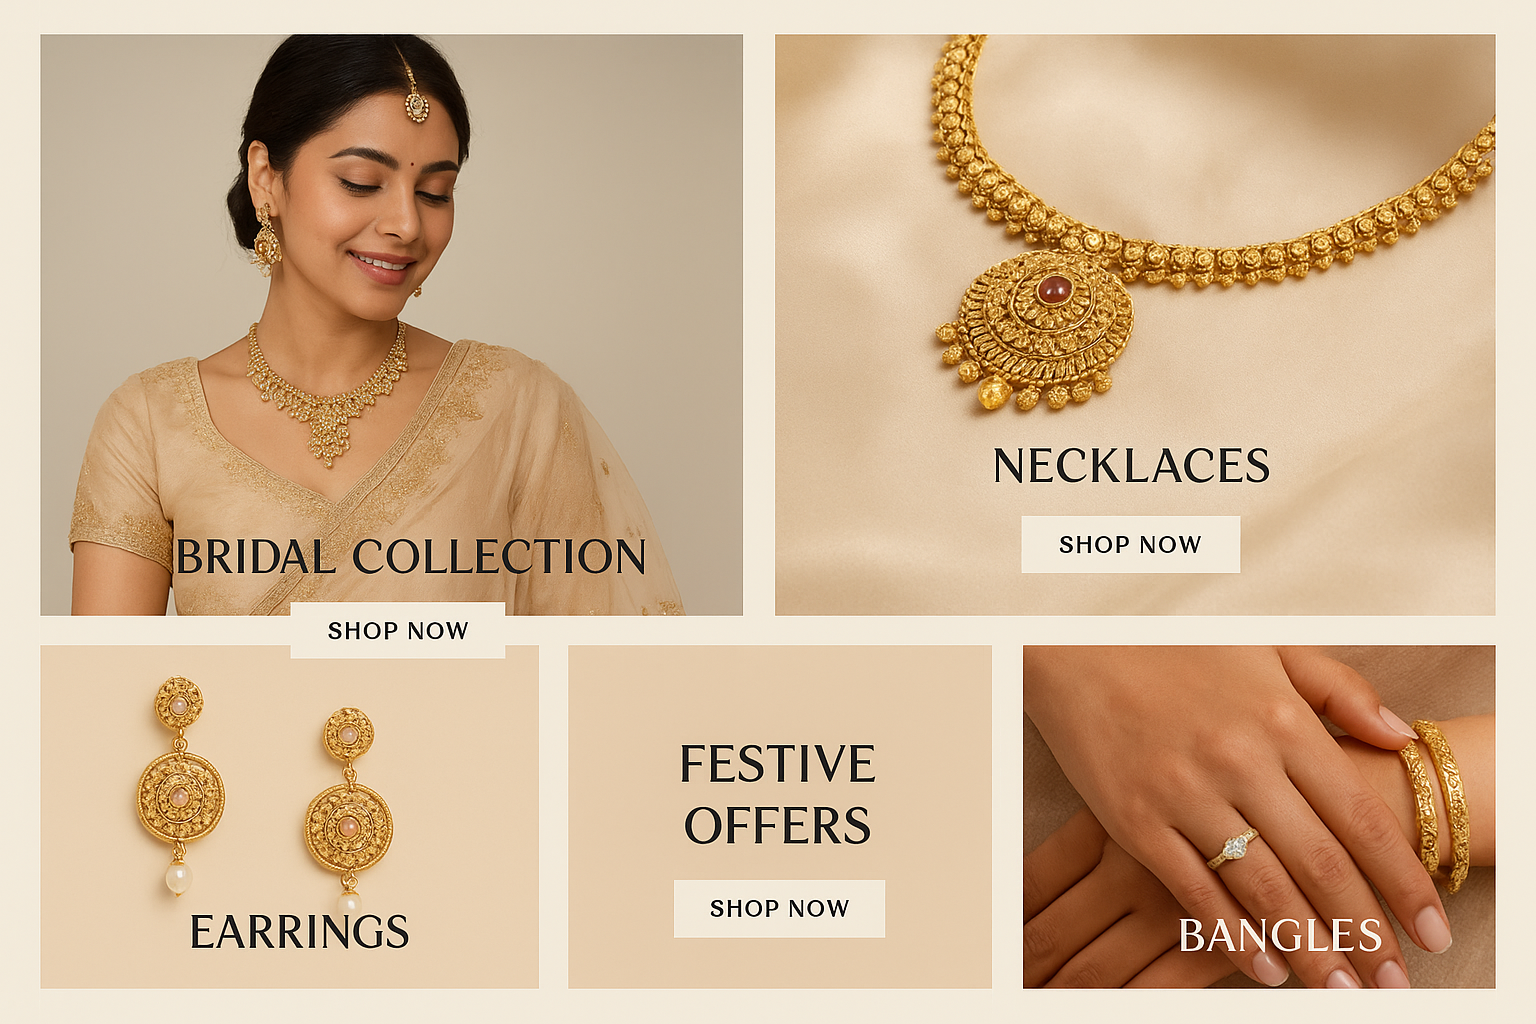 BRIDAL COLLECTION
SHOP NOW
NECKLACES
SHOP NOW
EARRINGS
FESTIVE
OFFERS
SHOP NOW
BANGLES